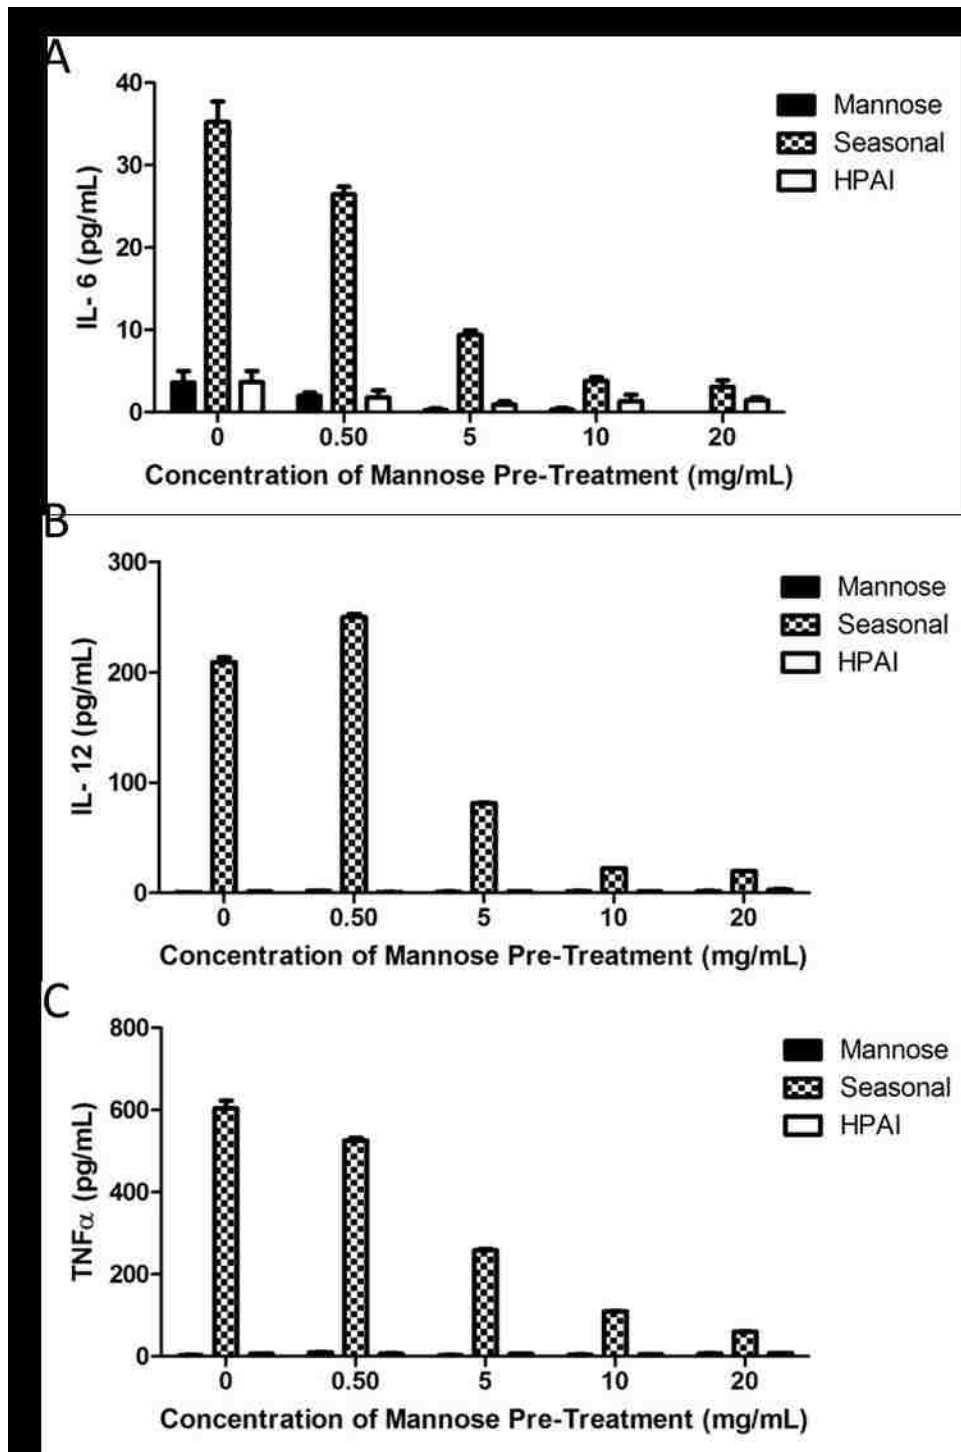 A
40
30
20
10
0
IL- 6 (pg/mL)
Mannose
Seasonal
HPAI
0 0.50 5 10 20
Concentration of Mannose Pre-Treatment (mg/mL)
B
300
200
100
0
IL- 12 (pg/mL)
Mannose
Seasonal
HPAI
0 0.50 5 10 20
Concentration of Mannose Pre-Treatment (mg/mL)
C
800
600
400
200
0
TNFα (pg/mL)
Mannose
Seasonal
HPAI
0 0.50 5 10 20
Concentration of Mannose Pre-Treatment (mg/mL)